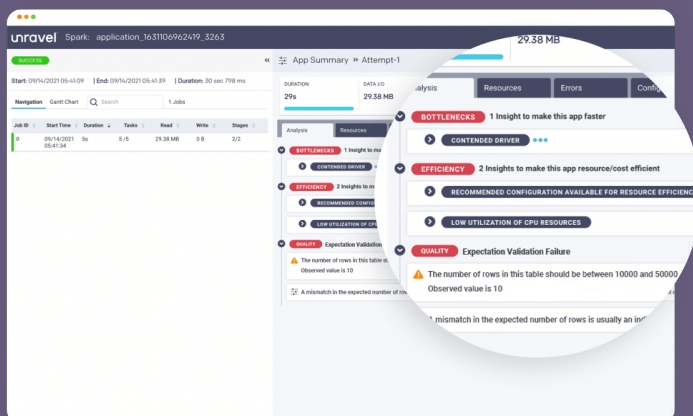 unravel Spark: application_1631106962419_3263
SUCCESS
Start: 09/14/2021 05:41:09 | End: 09/14/2021 05:41:39 | Duration: 30 sec 798 ms
Navigation Gantt Chart Search 1 Jobs
Job ID Start Time Duration Tasks Read Write Stages
0 09/14/2021 5s 5 /5 29.38 MB 0 B 2/2
05:41:34
« App Summary » Attempt-1
DURATION DATA I/O
29s 29.38 MB
Analysis Resources
BOTTLENECKS 1 Insight to ma
CONTENDED DRIVER
EFFICIENCY 2 Insights to m
RECOMMENDED CONFIG
LOW UTILIZATION OF CPU
QUALITY Expectation Validation
The number of rows in this table
Observed value is 10
A mismatch in the expected number of row
29.38 MB
alysis Resources Errors Config
BOTTLENECKS 1 Insight to make this app faster
CONTENDED DRIVER
EFFICIENCY 2 Insights to make this app resource/cost efficient
RECOMMENDED CONFIGURATION AVAILABLE FOR RESOURCE EFFICIENC
LOW UTILIZATION OF CPU RESOURCES
QUALITY Expectation Validation Failure
The number of rows in this table should be between 10000 and 50000
Observed value is 10
A mismatch in the expected number of rows is usually an ind